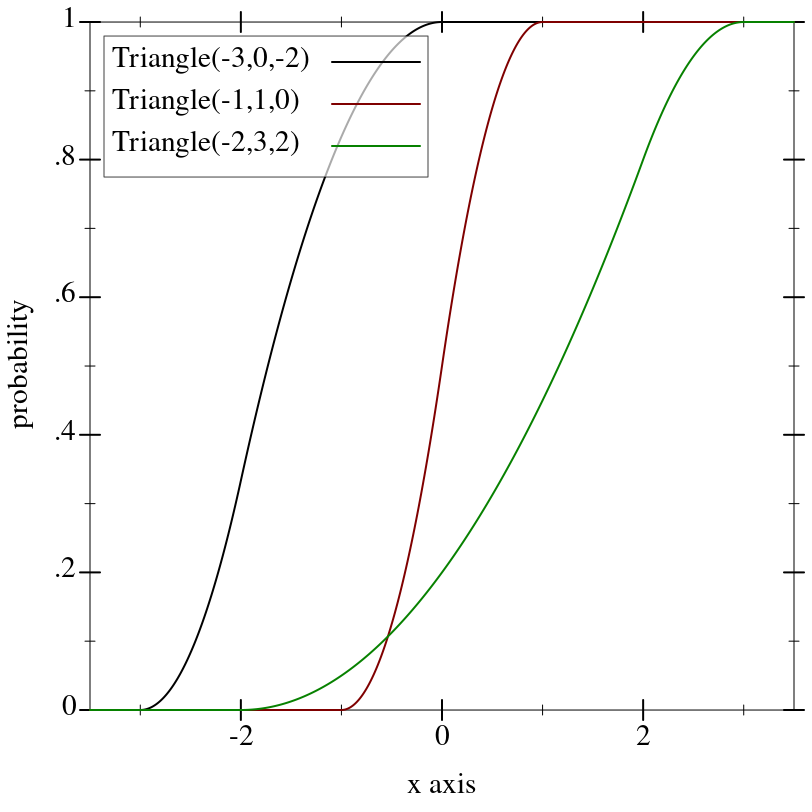 1
.8
.6
.4
.2
0
probability
Triangle(-3,0,-2)
Triangle(-1,1,0)
Triangle(-2,3,2)
-2 0 2
x axis